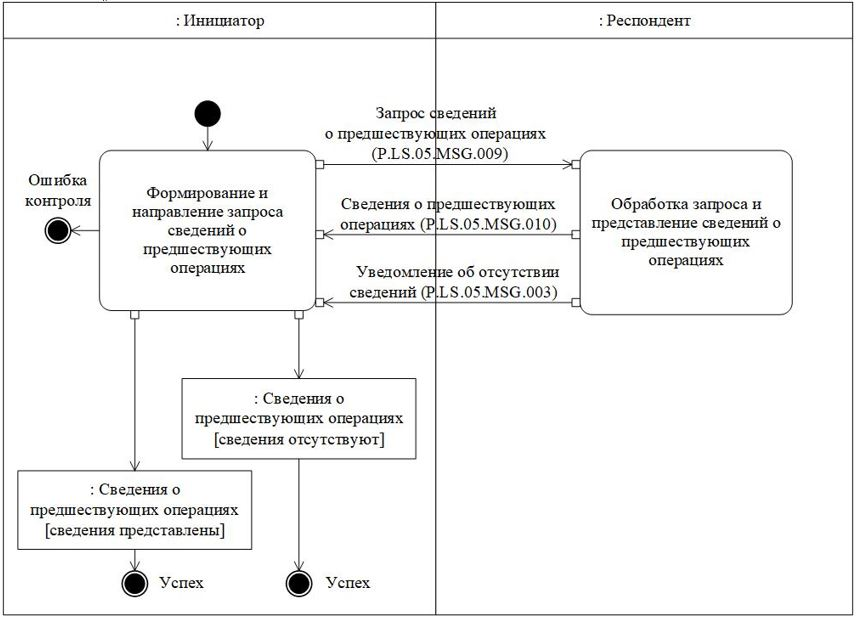 : Инициатор
: Респондент
Запрос сведений
о предшествующих операциях
(P.LS.05.MSG.009)
Ошибка
контроля
Формирование и
направление запроса
сведений о
предшествующих
операциях
Сведения о предшествующих
операциях (P.LS.05.MSG.010)
Обработка запроса и
представление сведений о
предшествующих
операциях
Уведомление об отсутствии
сведений (P.LS.05.MSG.003)
: Сведения о
предшествующих операциях
[сведения отсутствуют]
: Сведения о
предшествующих операциях
[сведения представлены]
Успех
Успех